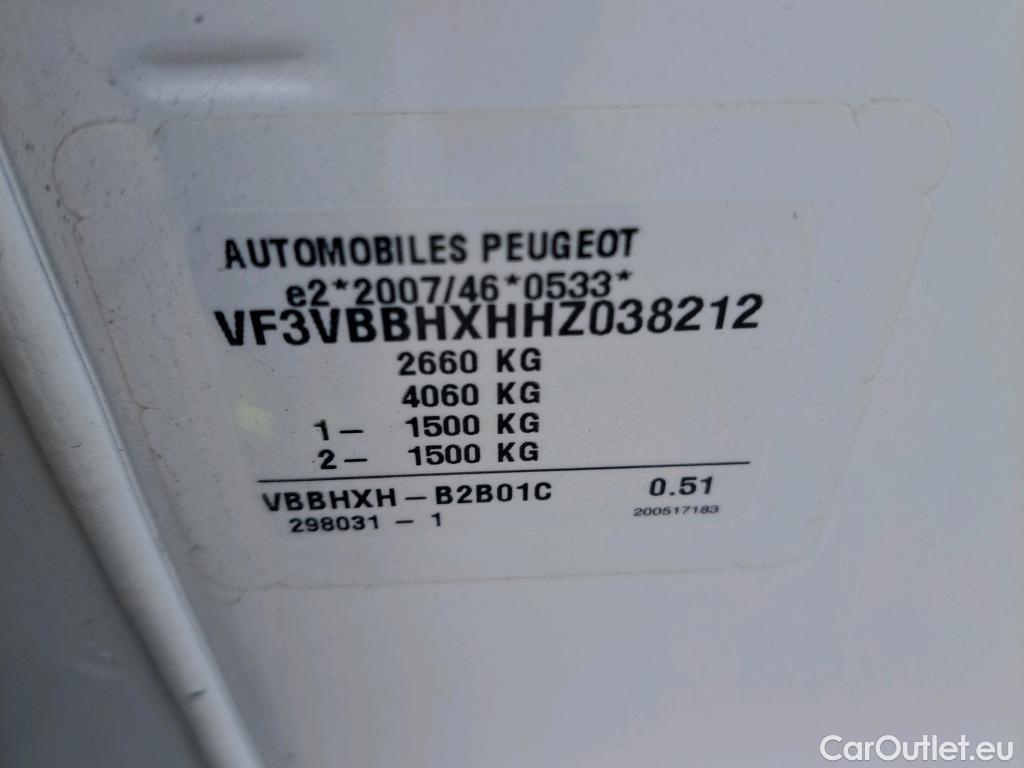 AUTOMOBILES PEUGEOT
e2*2007/46*0533*
VF3VBBHXHHZ038212
2660 KG
4060 KG
1- 1500 KG
2- 1500 KG
VBBHXH-B2B01C 0.51
298031-1 200517183
CarOutlet.eu